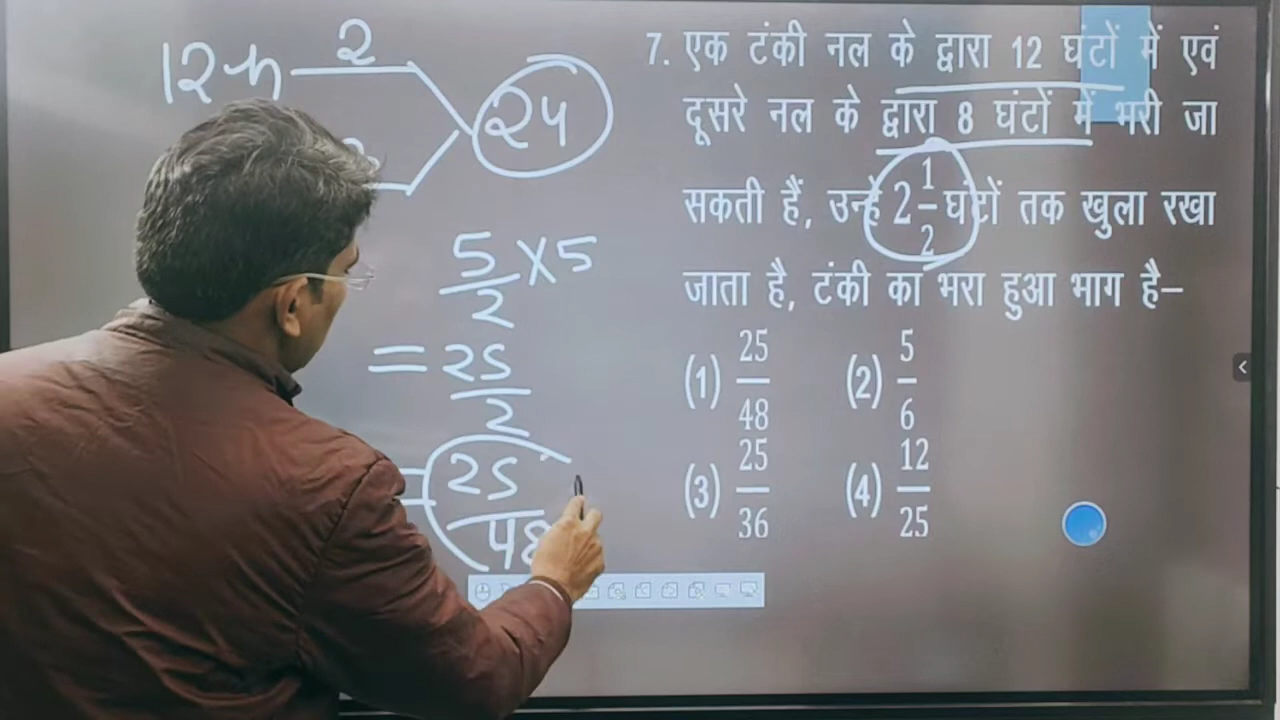 12 h 2
24
5/2 × 5
= 25/2
= 25/48
7. एक टंकी नल के द्वारा 12 घंटों में एवं
दूसरे नल के द्वारा 8 घंटों में भरी जा
सकती हैं, उन्हे 2 1/2 घंटों तक खुला रखा
जाता है, टंकी का भरा हुआ भाग है–
(1) 25/48 (2) 5/6
(3) 25/36 (4) 12/25